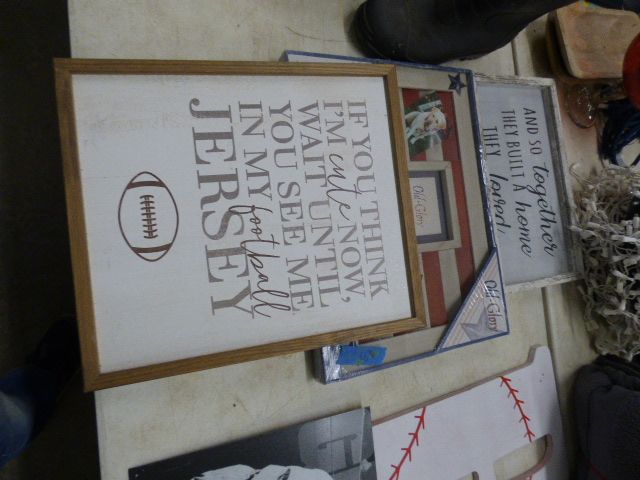 IF YOU THINK
I'M cute NOW,
WAIT UNTIL
YOU SEE ME
IN MY football
JERSEY
Old Glory
Old Glory
AND SO together
THEY BUILT A home
THEY loved.